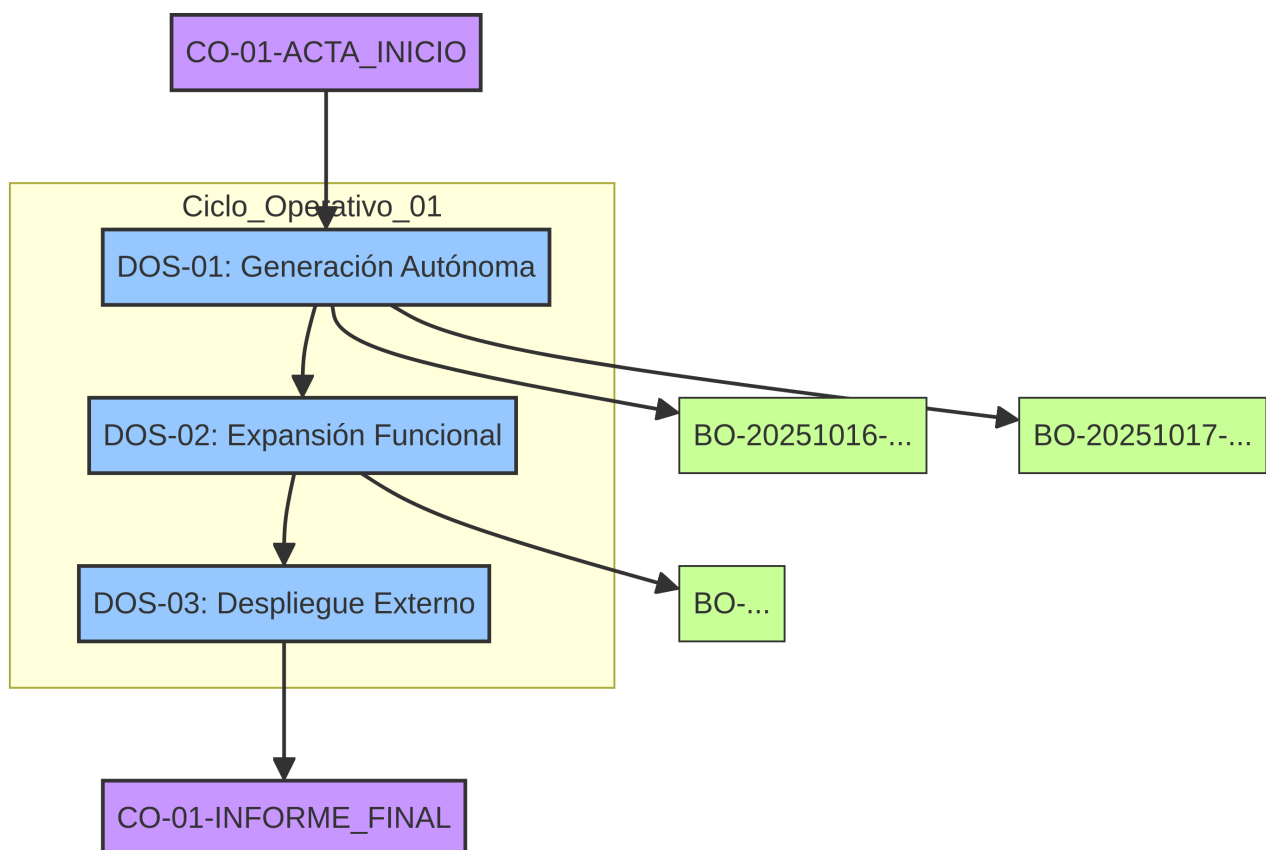 CO-01-ACTA_INICIO
Ciclo_Operativo_01
DOS-01: Generación Autónoma
DOS-02: Expansión Funcional
BO-20251016-...
BO-20251017-...
DOS-03: Despliegue Externo
BO-...
CO-01-INFORME_FINAL